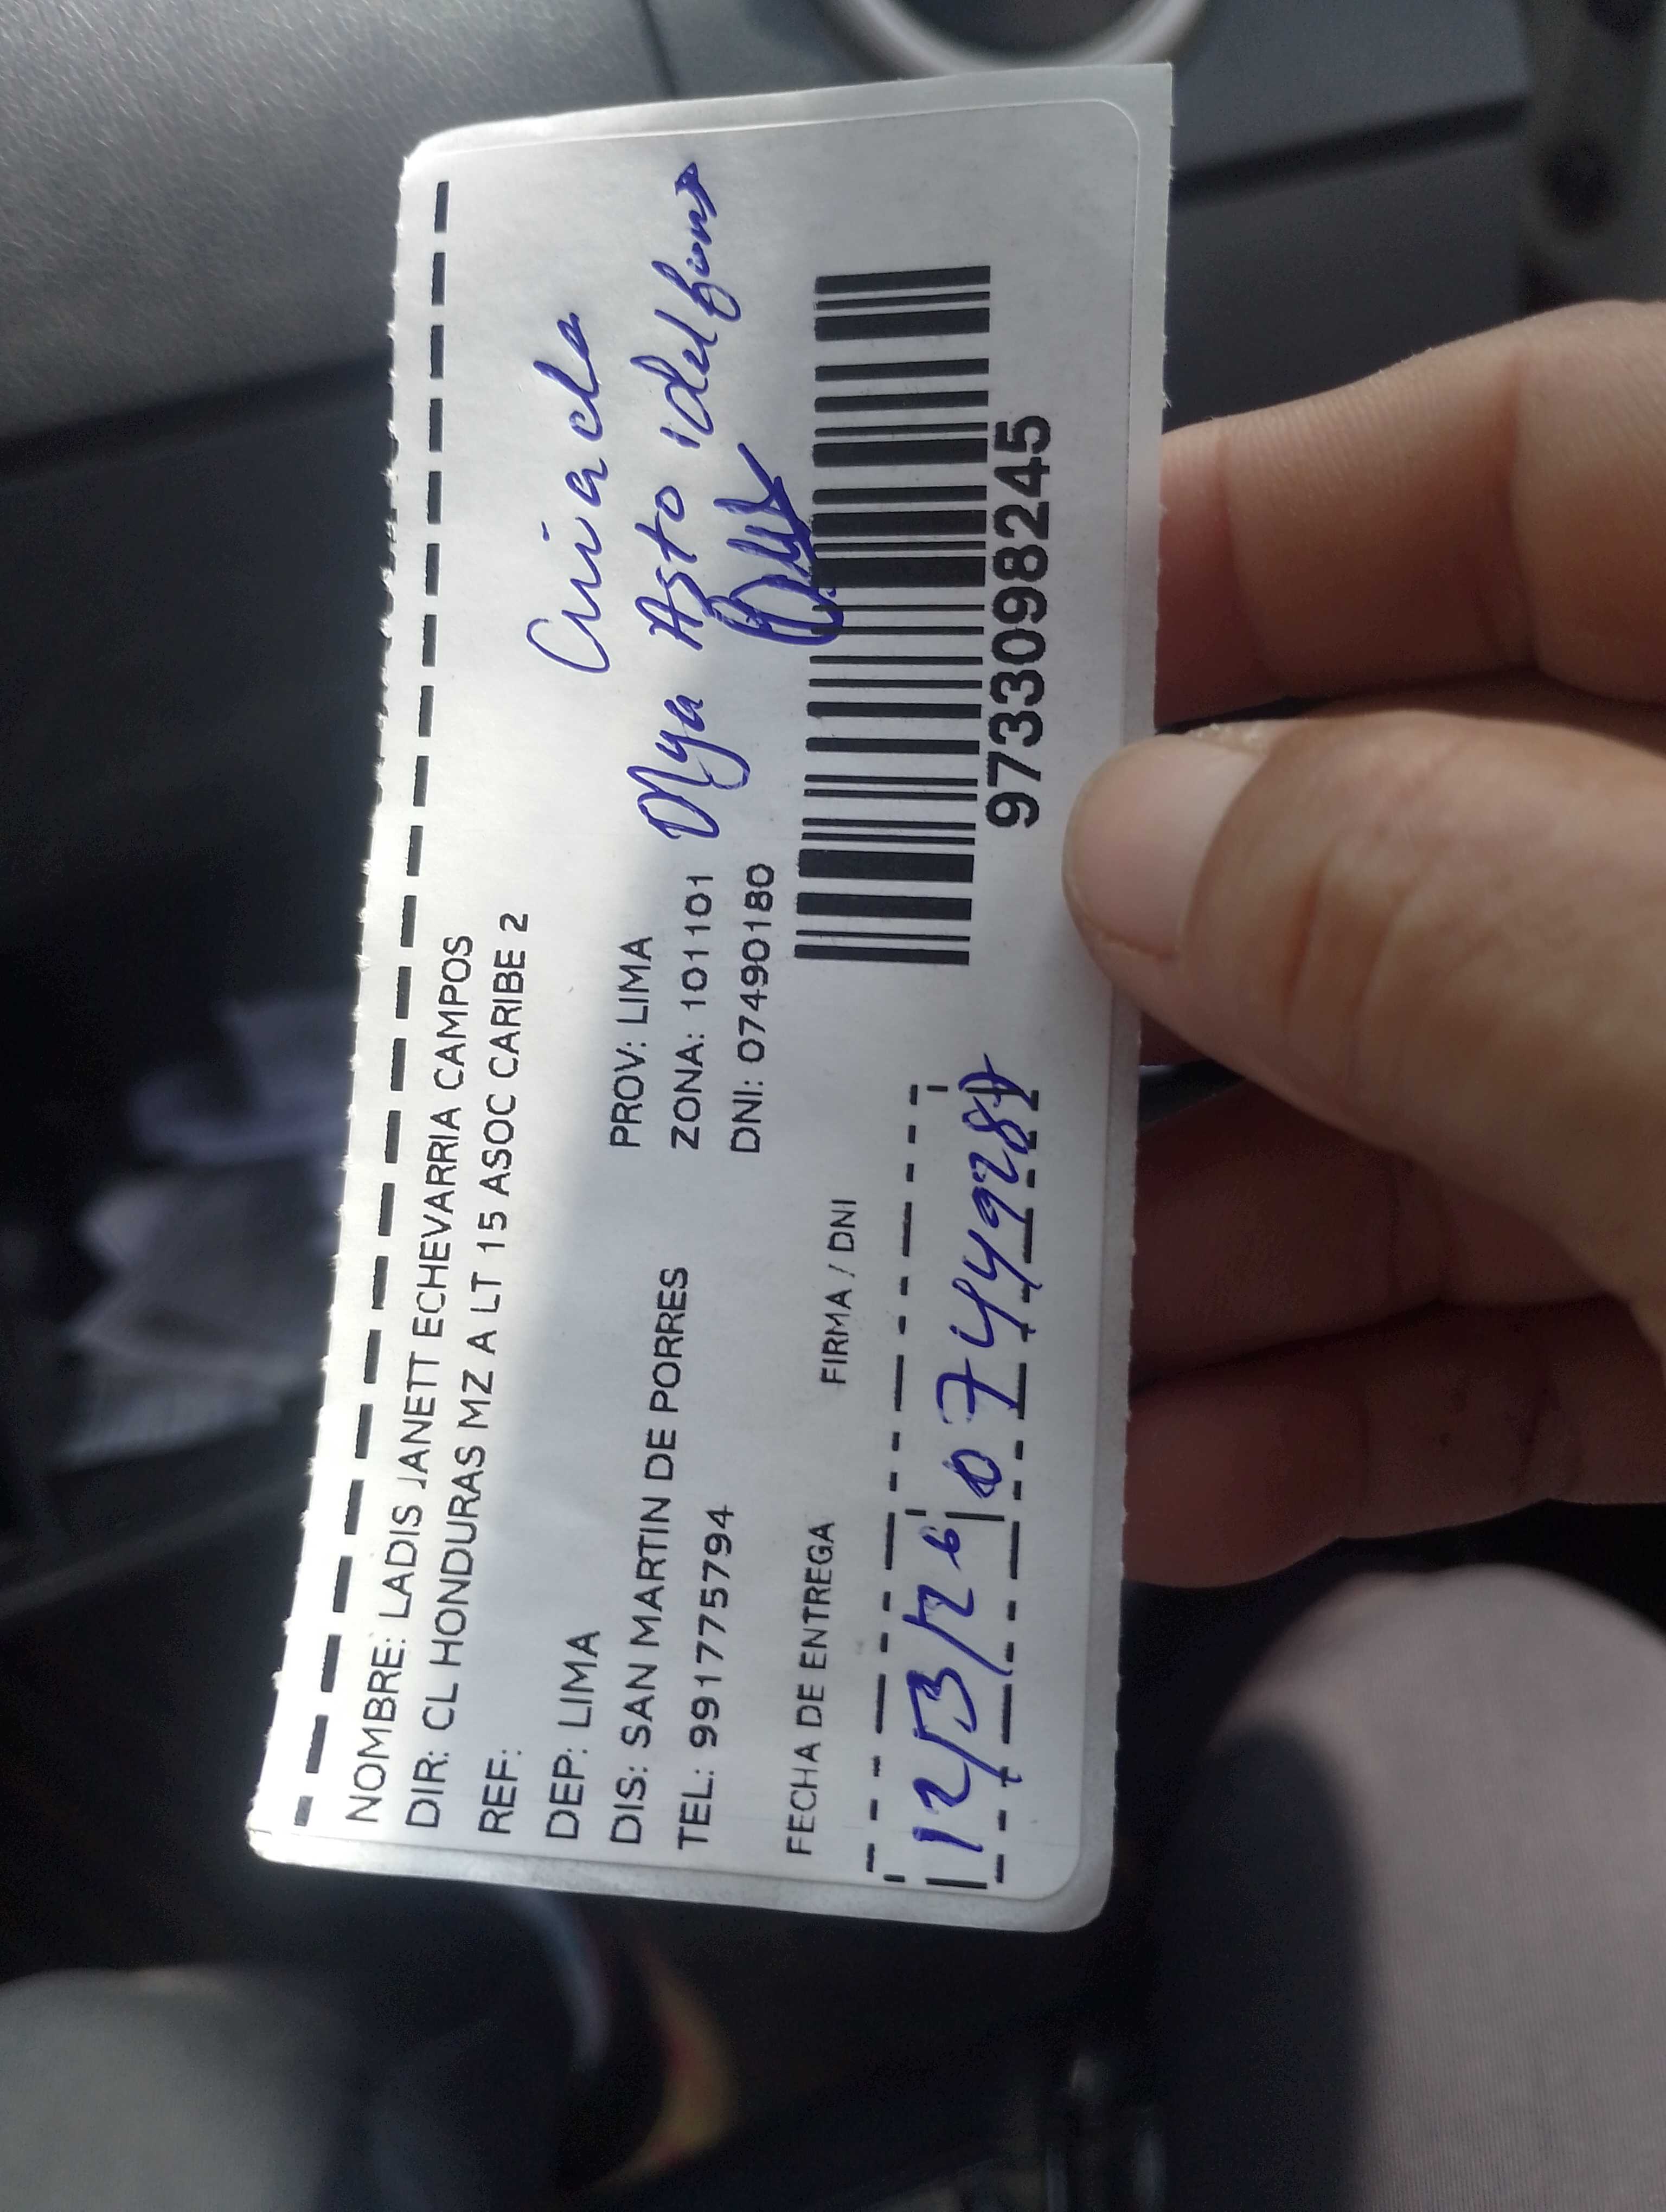 NOMBRE: LADIS JANETT ECHEVARRIA CAMPOS
DIR: CL HONDURAS MZ A LT 15 ASOC CARIBE 2
REF:
DEP: LIMA PROV: LIMA
DIS: SAN MARTIN DE PORRES ZONA: 101101
TEL: 991775794 DNI: 07490180
Cuñada
Asto idelfonso
FECHA DE ENTREGA FIRMA / DNI
12/3/26
9733098245